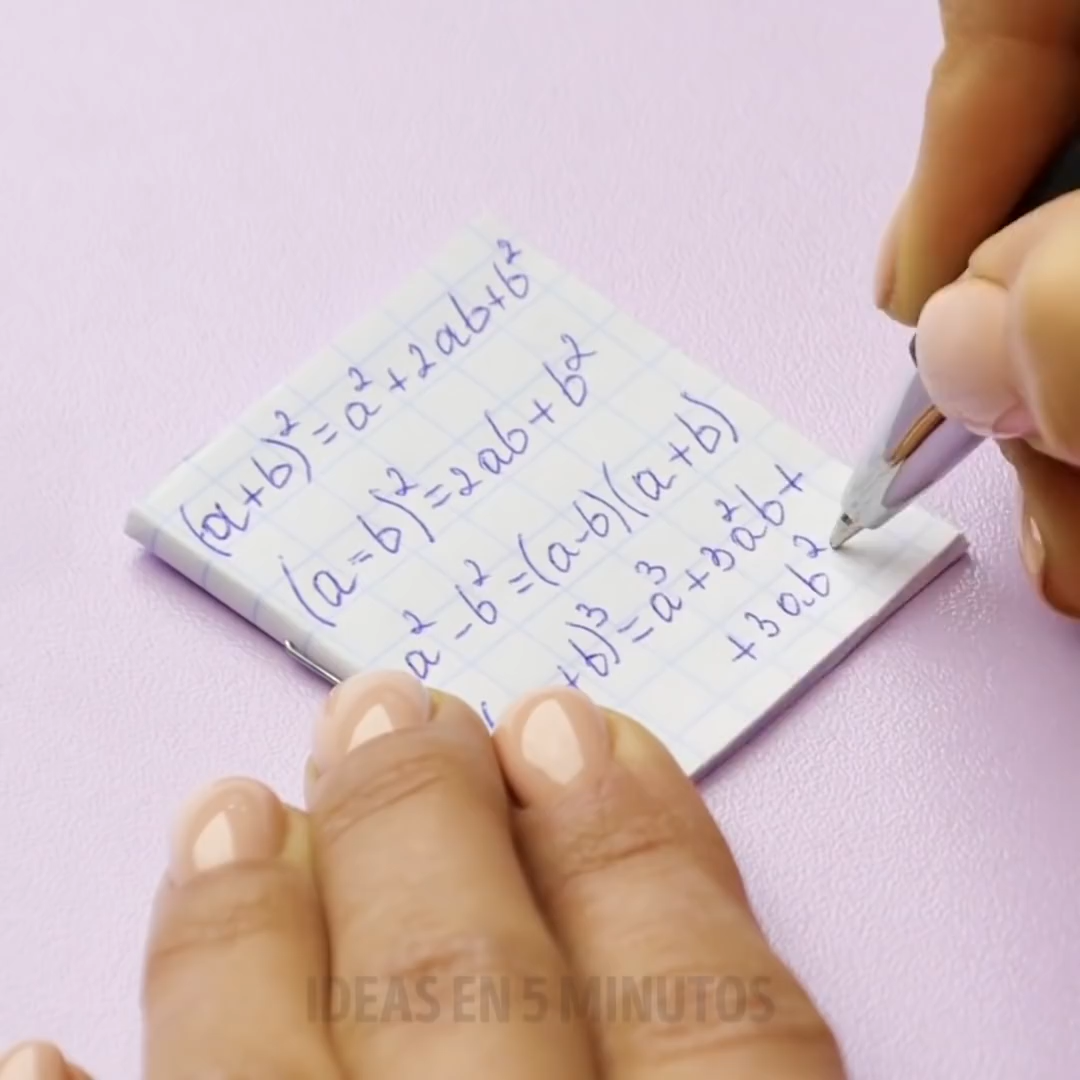 (a+b)²=a²+2ab+b²
(a=b)²=2ab+b²
a²-b²=(a-b)(a+b)
+b)³=a³+3a²b+
+3ab²
IDEAS EN 5 MINUTOS